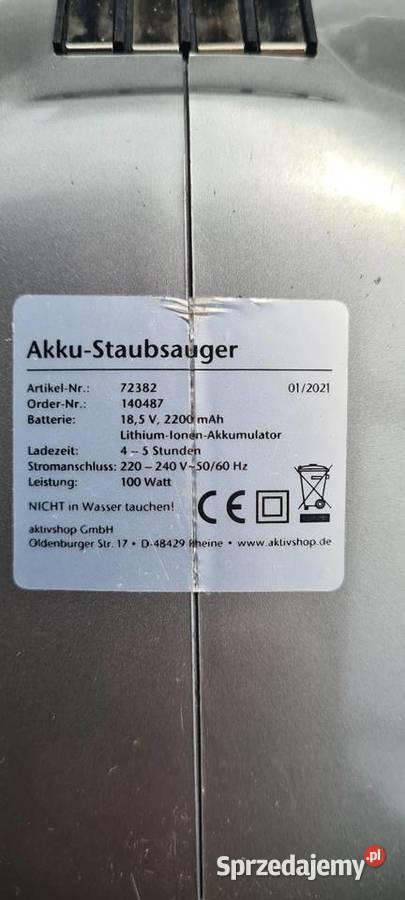 Akku-Staubsauger
Artikel-Nr.: 72382 01/2021
Order-Nr.: 140487
Batterie: 18,5 V, 2200 mAh
Lithium-Ionen-Akkumulator
Ladezeit: 4 – 5 Stunden
Stromanschluss: 220 – 240 V~50/60 Hz
Leistung: 100 Watt
NICHT in Wasser tauchen! CE
aktivshop GmbH
Oldenburger Str. 17 • D-48429 Rheine • www.aktivshop.de
Sprzedajemy.pl